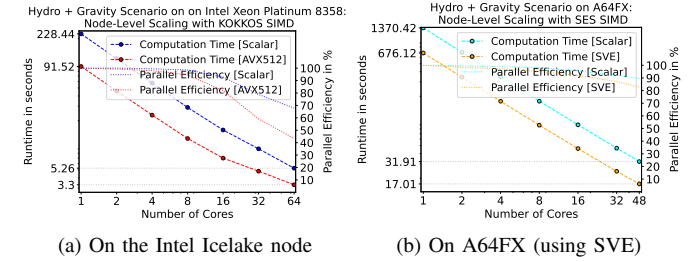 Hydro + Gravity Scenario on on Intel Xeon Platinum 8358:
Node-Level Scaling with KOKKOS SIMD
228.44
91.52
5.26
3.3
Runtime in seconds
Computation Time [Scalar]
Computation Time [AVX512]
Parallel Efficiency [Scalar]
Parallel Efficiency [AVX512]
100
90
80
70
60
50
40
30
20
10
Parallel Efficiency in %
1 2 4 8 16 32 64
Number of Cores
(a) On the Intel Icelake node
Hydro + Gravity Scenario on A64FX:
Node-Level Scaling with SES SIMD
1370.42
676.12
31.91
17.01
Runtime in seconds
Computation Time [Scalar]
Computation Time [SVE]
Parallel Efficiency [Scalar]
Parallel Efficiency [SVE]
100
90
80
70
60
50
40
30
20
10
Parallel Efficiency in %
1 2 4 8 16 32 48
Number of Cores
(b) On A64FX (using SVE)